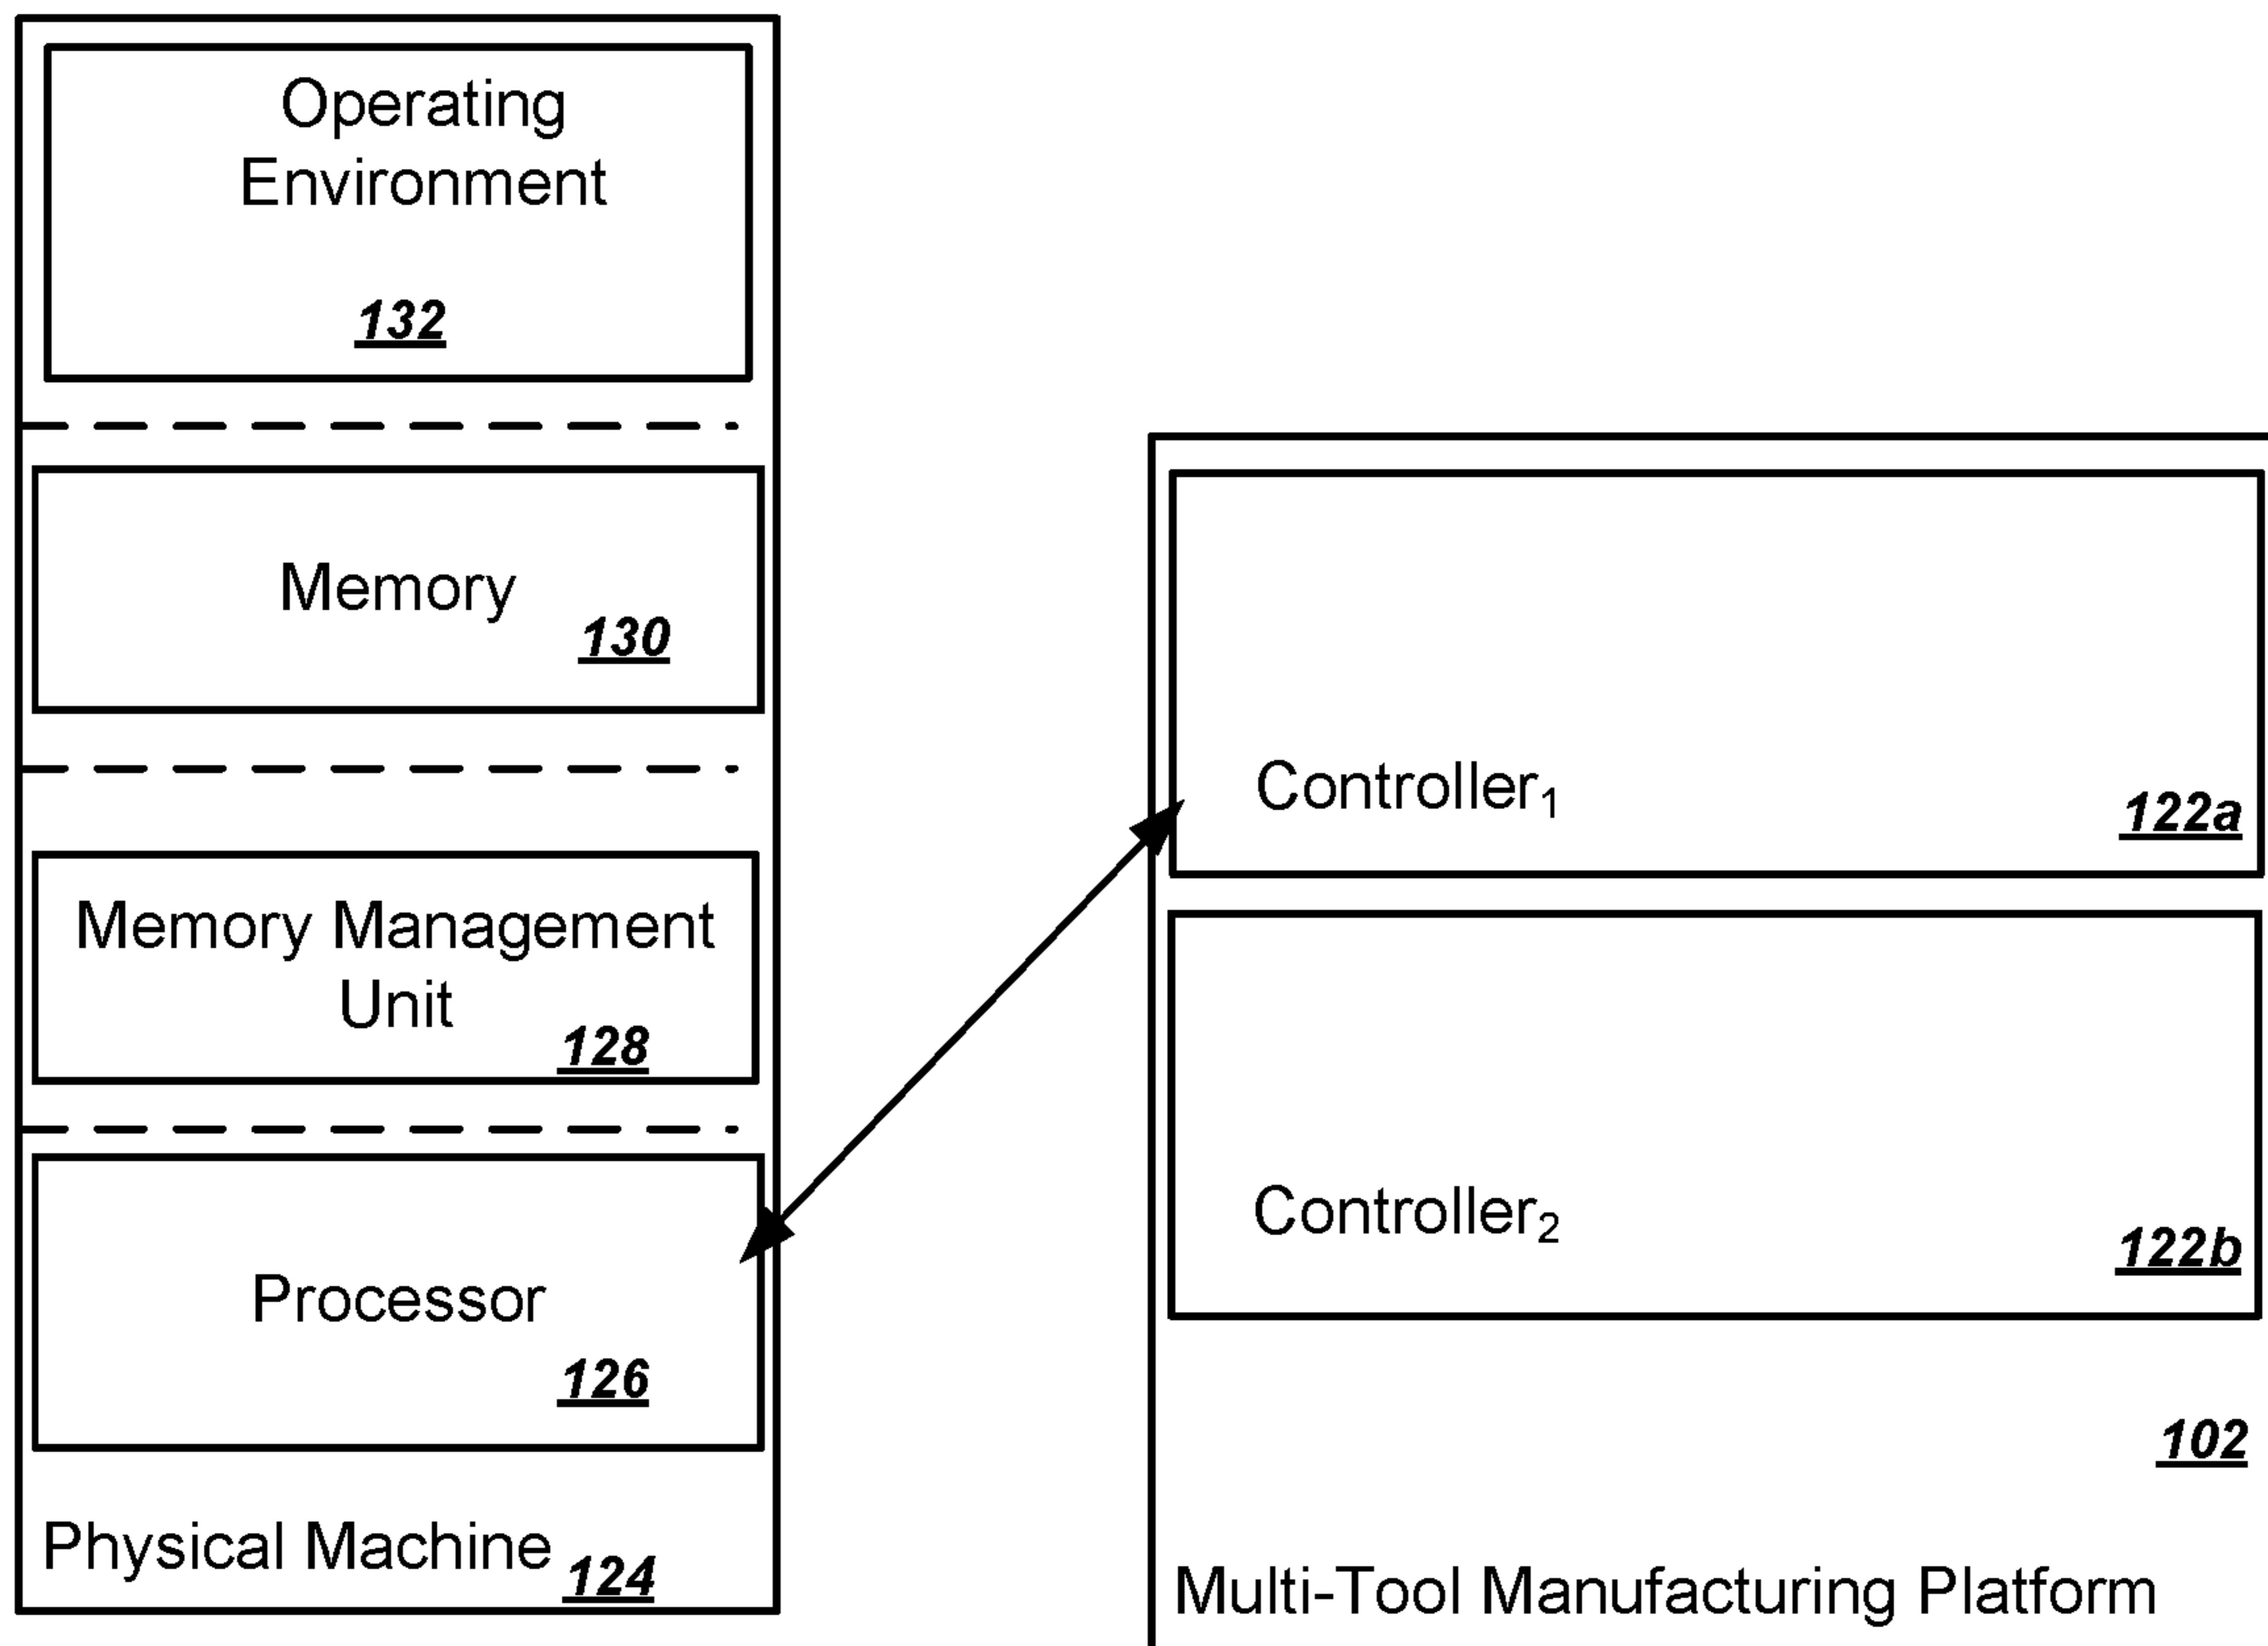 Operating
Environment
132
Memory
130
Memory Management
Unit
128
Processor
126
Physical Machine 124
Controller₁
122a
Controller₂
122b
102
Multi-Tool Manufacturing Platform